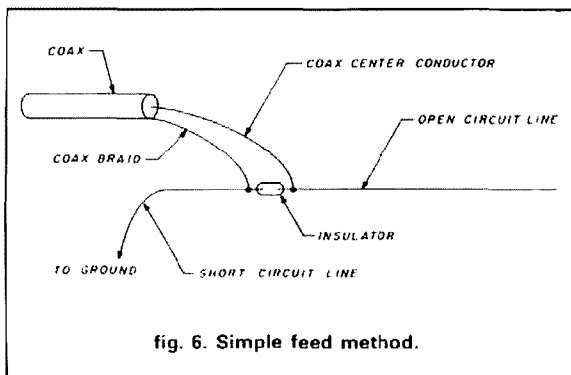 COAX
COAX CENTER CONDUCTOR
OPEN CIRCUIT LINE
COAX BRAID
INSULATOR
TO GROUND
SHORT CIRCUIT LINE
fig. 6. Simple feed method.